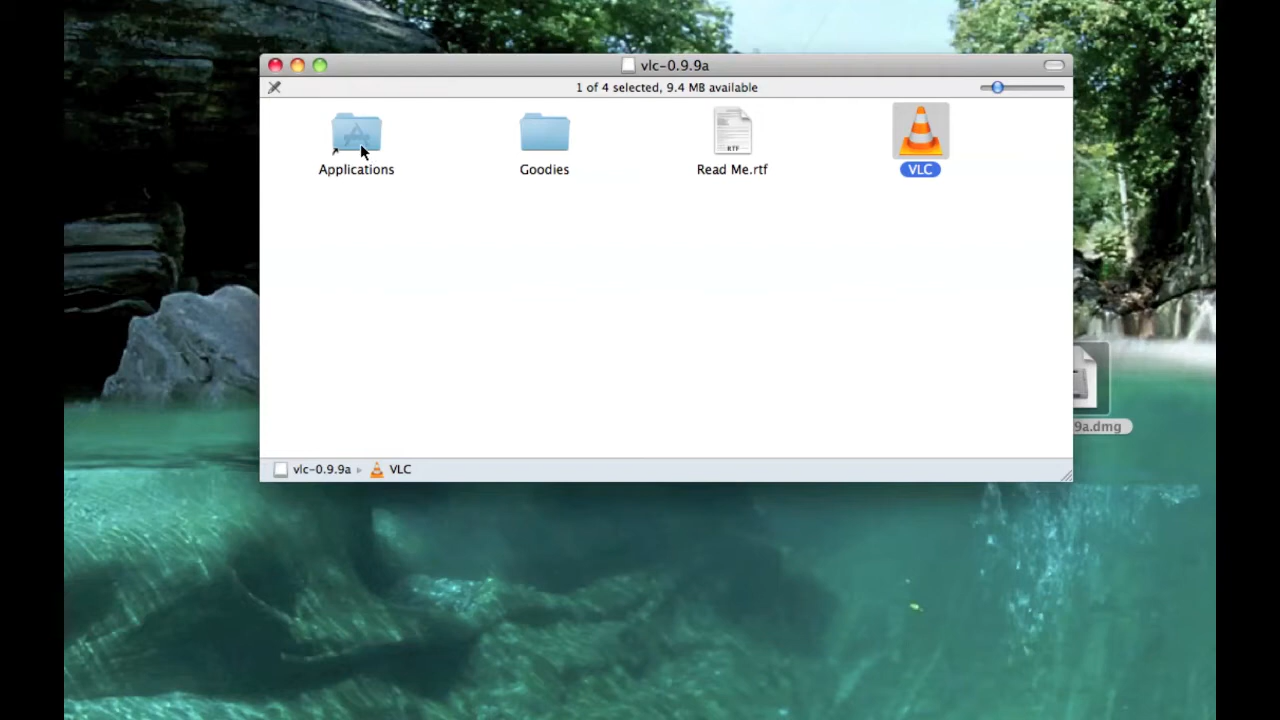 vlc-0.9.9a
1 of 4 selected, 9.4 MB available
Applications
Goodies
RTF
Read Me.rtf
VLC
9a.dmg
vlc-0.9.9a
VLC